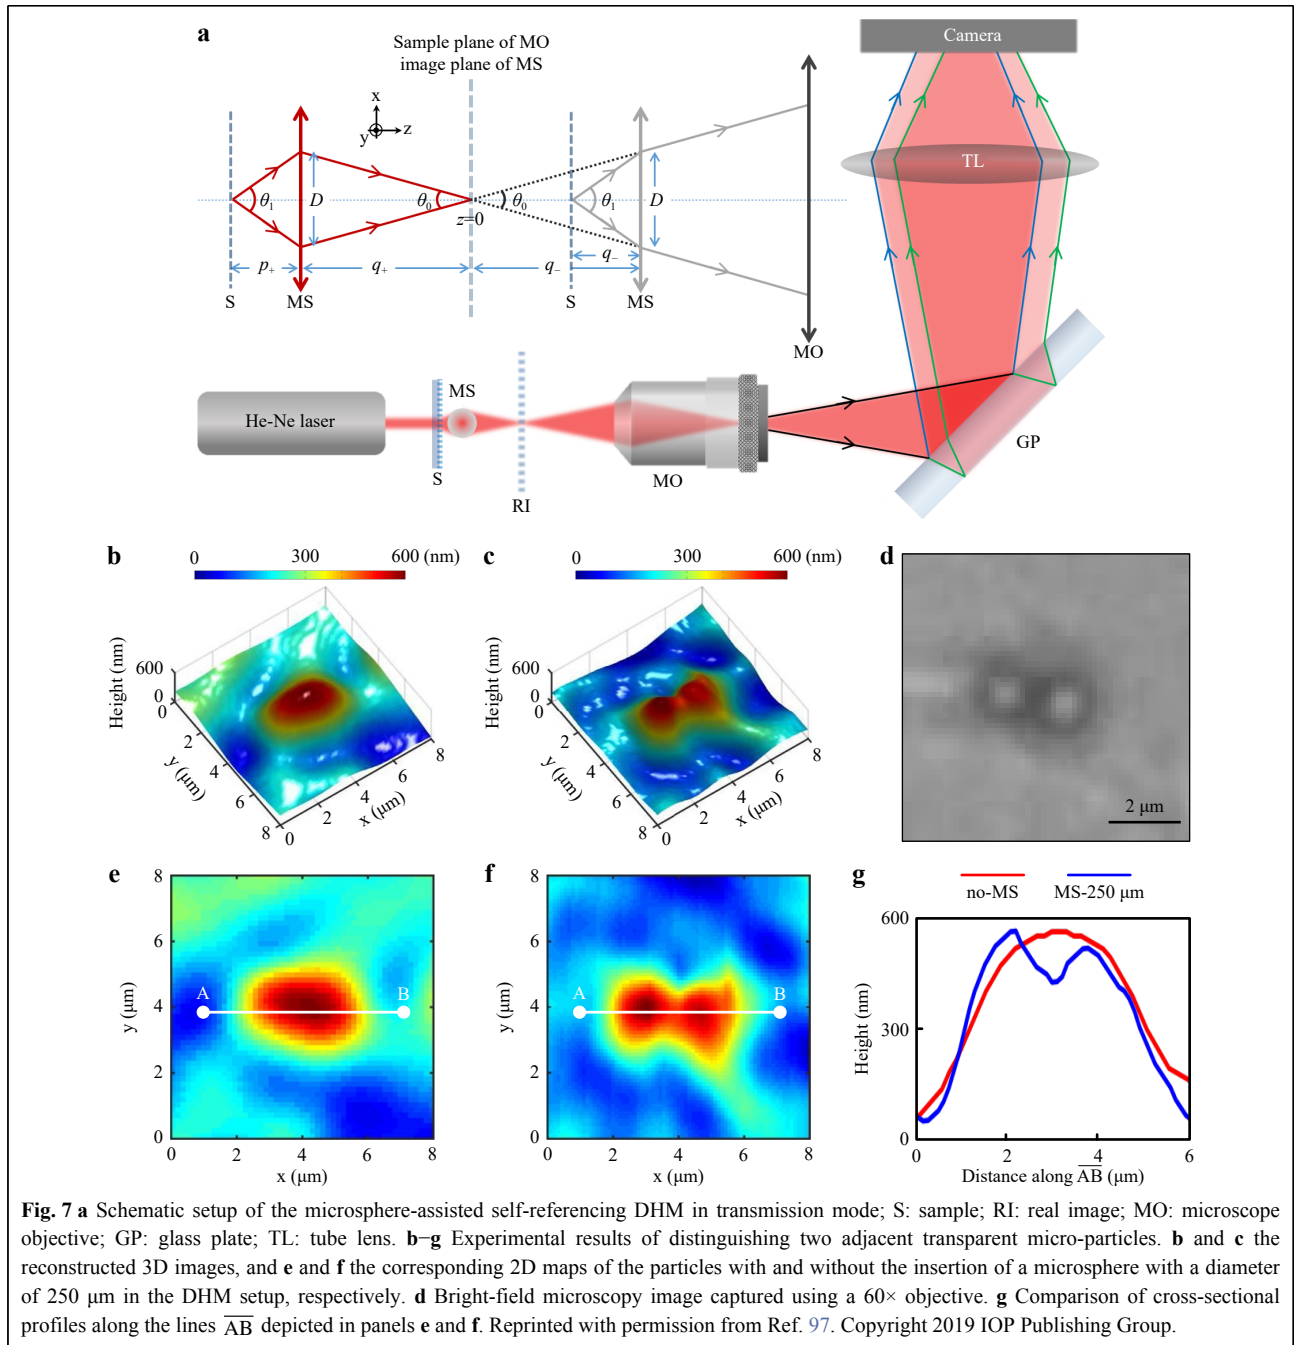 a
Sample plane of MO
image plane of MS
Camera
x
y
z
TL
θ1
D
θ0
z=0
θ0
θ1
D
p+
q+
q−
q−
S
MS
S
MS
MO
He-Ne laser
MS
S
RI
MO
GP
b
0 300 600 (nm)
c
0 300 600 (nm)
d
Height (nm)
600
0
0
2
4
6
8
y (μm)
0
2
4
6
8
x (μm)
Height (nm)
600
0
0
2
4
6
8
y (μm)
0
2
4
6
8
x (μm)
2 μm
e
8
6
4
2
0
y (μm)
A
B
0 2 4 6 8
x (μm)
f
8
6
4
2
0
y (μm)
A
B
0 2 4 6 8
x (μm)
g
no-MS
MS-250 μm
600
300
0
Height (nm)
0 2 4 6
Distance along AB (μm)
Fig. 7 a Schematic setup of the microsphere-assisted self-referencing DHM in transmission mode; S: sample; RI: real image; MO: microscope
objective; GP: glass plate; TL: tube lens. b−g Experimental results of distinguishing two adjacent transparent micro-particles. b and c the
reconstructed 3D images, and e and f the corresponding 2D maps of the particles with and without the insertion of a microsphere with a diameter
of 250 μm in the DHM setup, respectively. d Bright-field microscopy image captured using a 60× objective. g Comparison of cross-sectional
profiles along the lines AB depicted in panels e and f. Reprinted with permission from Ref. 97. Copyright 2019 IOP Publishing Group.